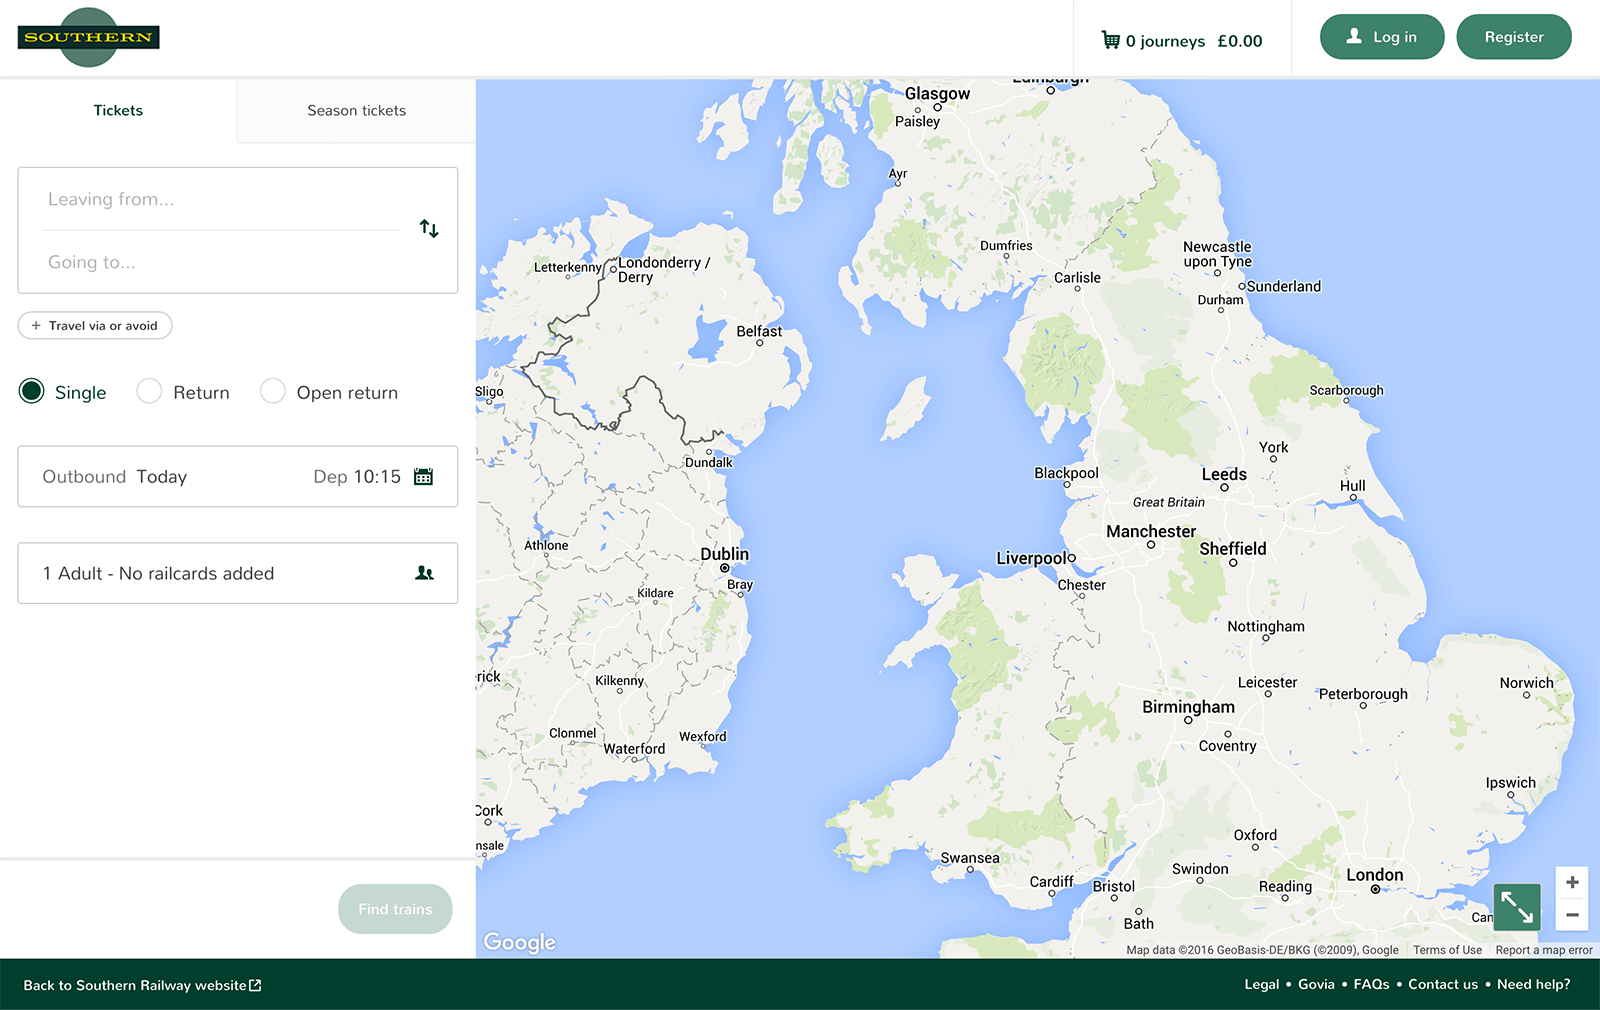 SOUTHERN
0 journeys £0.00
Log in
Register
Tickets
Season tickets
Leaving from...
Going to...
+ Travel via or avoid
Single
Return
Open return
Outbound Today
Dep 10:15
1 Adult - No railcards added
Find trains
Edinburgh
Glasgow
Paisley
Ayr
Dumfries
Newcastle
upon Tyne
Letterkenny
Londonderry /
Derry
Carlisle
Sunderland
Durham
Belfast
Sligo
Scarborough
York
Dundalk
Blackpool
Leeds
Hull
Great Britain
Manchester
Athlone
Sheffield
Dublin
Liverpool
Bray
Chester
Kildare
Nottingham
rick
Kilkenny
Leicester
Norwich
Peterborough
Birmingham
Clonmel
Wexford
Waterford
Coventry
Ipswich
Cork
Oxford
nsale
Swansea
Swindon
London
Cardiff
Bristol
Reading
Can
Bath
+
−
Google
Map data ©2016 GeoBasis-DE/BKG (©2009), Google
Terms of Use
Report a map error
Back to Southern Railway website
Legal • Govia • FAQs • Contact us • Need help?